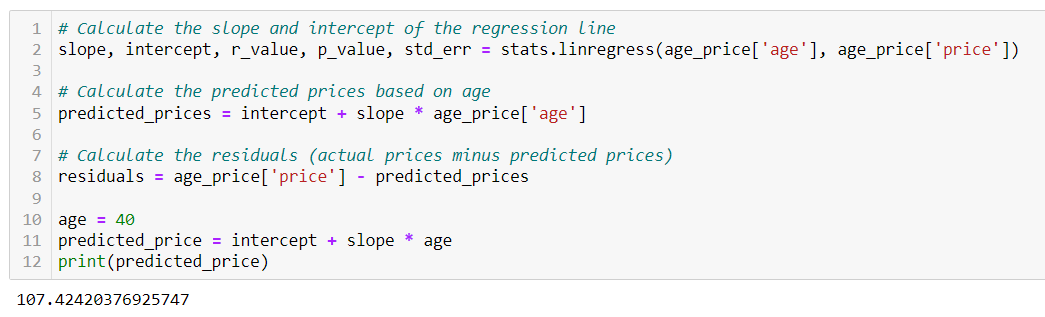 1 # Calculate the slope and intercept of the regression line
2 slope, intercept, r_value, p_value, std_err = stats.linregress(age_price['age'], age_price['price'])
3
4 # Calculate the predicted prices based on age
5 predicted_prices = intercept + slope * age_price['age']
6
7 # Calculate the residuals (actual prices minus predicted prices)
8 residuals = age_price['price'] - predicted_prices
9
10 age = 40
11 predicted_price = intercept + slope * age
12 print(predicted_price)
107.42420376925747